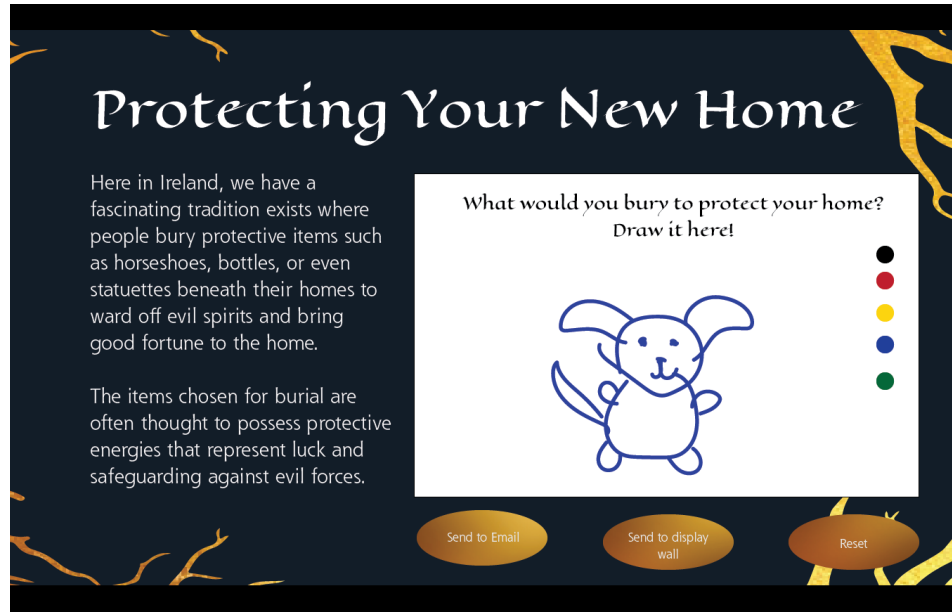 Protecting Your New Home
Here in Ireland, we have a
fascinating tradition exists where
people bury protective items such
as horseshoes, bottles, or even
statuettes beneath their homes to
ward off evil spirits and bring
good fortune to the home.
The items chosen for burial are
often thought to possess protective
energies that represent luck and
safeguarding against evil forces.
What would you bury to protect your home?
Draw it here!
Send to Email
Send to display
wall
Reset